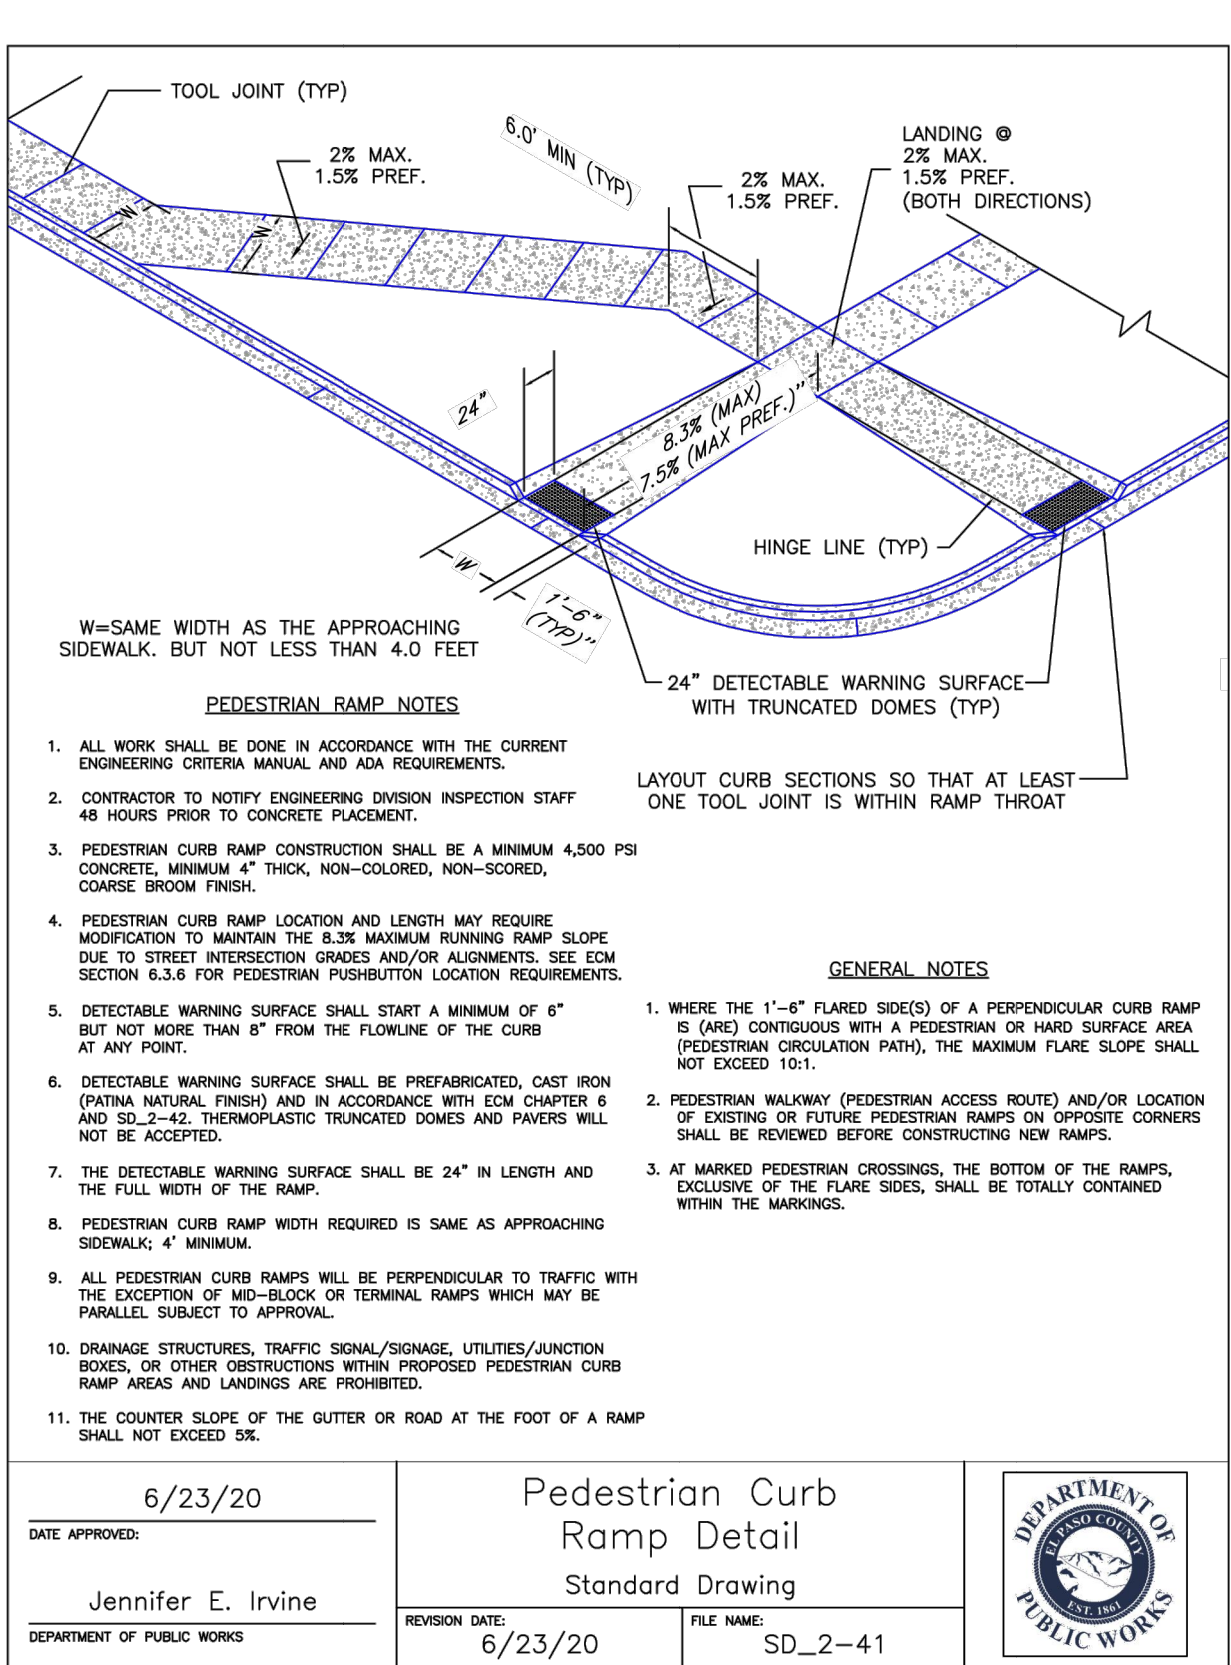 TOOL JOINT (TYP)
2% MAX.
1.5% PREF.
6.0' MIN (TYP)
2% MAX.
1.5% PREF.
LANDING @
2% MAX.
1.5% PREF.
(BOTH DIRECTIONS)
W
W
24"
8.3% (MAX)
7.5% (MAX PREF.)"
HINGE LINE (TYP)
W
1'-6"
(TYP)"
W=SAME WIDTH AS THE APPROACHING
SIDEWALK. BUT NOT LESS THAN 4.0 FEET
24" DETECTABLE WARNING SURFACE
WITH TRUNCATED DOMES (TYP)
LAYOUT CURB SECTIONS SO THAT AT LEAST
ONE TOOL JOINT IS WITHIN RAMP THROAT
PEDESTRIAN RAMP NOTES
1. ALL WORK SHALL BE DONE IN ACCORDANCE WITH THE CURRENT
ENGINEERING CRITERIA MANUAL AND ADA REQUIREMENTS.
2. CONTRACTOR TO NOTIFY ENGINEERING DIVISION INSPECTION STAFF
48 HOURS PRIOR TO CONCRETE PLACEMENT.
3. PEDESTRIAN CURB RAMP CONSTRUCTION SHALL BE A MINIMUM 4,500 PSI
CONCRETE, MINIMUM 4" THICK, NON-COLORED, NON-SCORED,
COARSE BROOM FINISH.
4. PEDESTRIAN CURB RAMP LOCATION AND LENGTH MAY REQUIRE
MODIFICATION TO MAINTAIN THE 8.3% MAXIMUM RUNNING RAMP SLOPE
DUE TO STREET INTERSECTION GRADES AND/OR ALIGNMENTS. SEE ECM
SECTION 6.3.6 FOR PEDESTRIAN PUSHBUTTON LOCATION REQUIREMENTS.
5. DETECTABLE WARNING SURFACE SHALL START A MINIMUM OF 6"
BUT NOT MORE THAN 8" FROM THE FLOWLINE OF THE CURB
AT ANY POINT.
6. DETECTABLE WARNING SURFACE SHALL BE PREFABRICATED, CAST IRON
(PATINA NATURAL FINISH) AND IN ACCORDANCE WITH ECM CHAPTER 6
AND SD_2-42. THERMOPLASTIC TRUNCATED DOMES AND PAVERS WILL
NOT BE ACCEPTED.
7. THE DETECTABLE WARNING SURFACE SHALL BE 24" IN LENGTH AND
THE FULL WIDTH OF THE RAMP.
8. PEDESTRIAN CURB RAMP WIDTH REQUIRED IS SAME AS APPROACHING
SIDEWALK; 4' MINIMUM.
9. ALL PEDESTRIAN CURB RAMPS WILL BE PERPENDICULAR TO TRAFFIC WITH
THE EXCEPTION OF MID-BLOCK OR TERMINAL RAMPS WHICH MAY BE
PARALLEL SUBJECT TO APPROVAL.
10. DRAINAGE STRUCTURES, TRAFFIC SIGNAL/SIGNAGE, UTILITIES/JUNCTION
BOXES, OR OTHER OBSTRUCTIONS WITHIN PROPOSED PEDESTRIAN CURB
RAMP AREAS AND LANDINGS ARE PROHIBITED.
11. THE COUNTER SLOPE OF THE GUTTER OR ROAD AT THE FOOT OF A RAMP
SHALL NOT EXCEED 5%.
GENERAL NOTES
1. WHERE THE 1'-6" FLARED SIDE(S) OF A PERPENDICULAR CURB RAMP
IS (ARE) CONTIGUOUS WITH A PEDESTRIAN OR HARD SURFACE AREA
(PEDESTRIAN CIRCULATION PATH), THE MAXIMUM FLARE SLOPE SHALL
NOT EXCEED 10:1.
2. PEDESTRIAN WALKWAY (PEDESTRIAN ACCESS ROUTE) AND/OR LOCATION
OF EXISTING OR FUTURE PEDESTRIAN RAMPS ON OPPOSITE CORNERS
SHALL BE REVIEWED BEFORE CONSTRUCTING NEW RAMPS.
3. AT MARKED PEDESTRIAN CROSSINGS, THE BOTTOM OF THE RAMPS,
EXCLUSIVE OF THE FLARE SIDES, SHALL BE TOTALLY CONTAINED
WITHIN THE MARKINGS.
6/23/20
DATE APPROVED:
Jennifer E. Irvine
DEPARTMENT OF PUBLIC WORKS
Pedestrian Curb
Ramp Detail
Standard Drawing
REVISION DATE:
6/23/20
FILE NAME:
SD_2-41
DEPARTMENT OF
EL PASO COUNTY
EST. 1861
PUBLIC WORKS